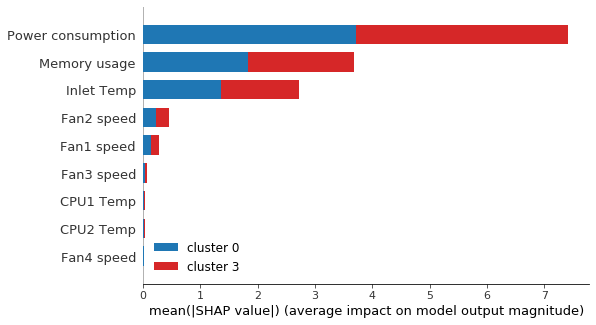 Power consumption
Memory usage
Inlet Temp
Fan2 speed
Fan1 speed
Fan3 speed
CPU1 Temp
CPU2 Temp
Fan4 speed
cluster 0
cluster 3
0 1 2 3 4 5 6 7
mean(|SHAP value|) (average impact on model output magnitude)